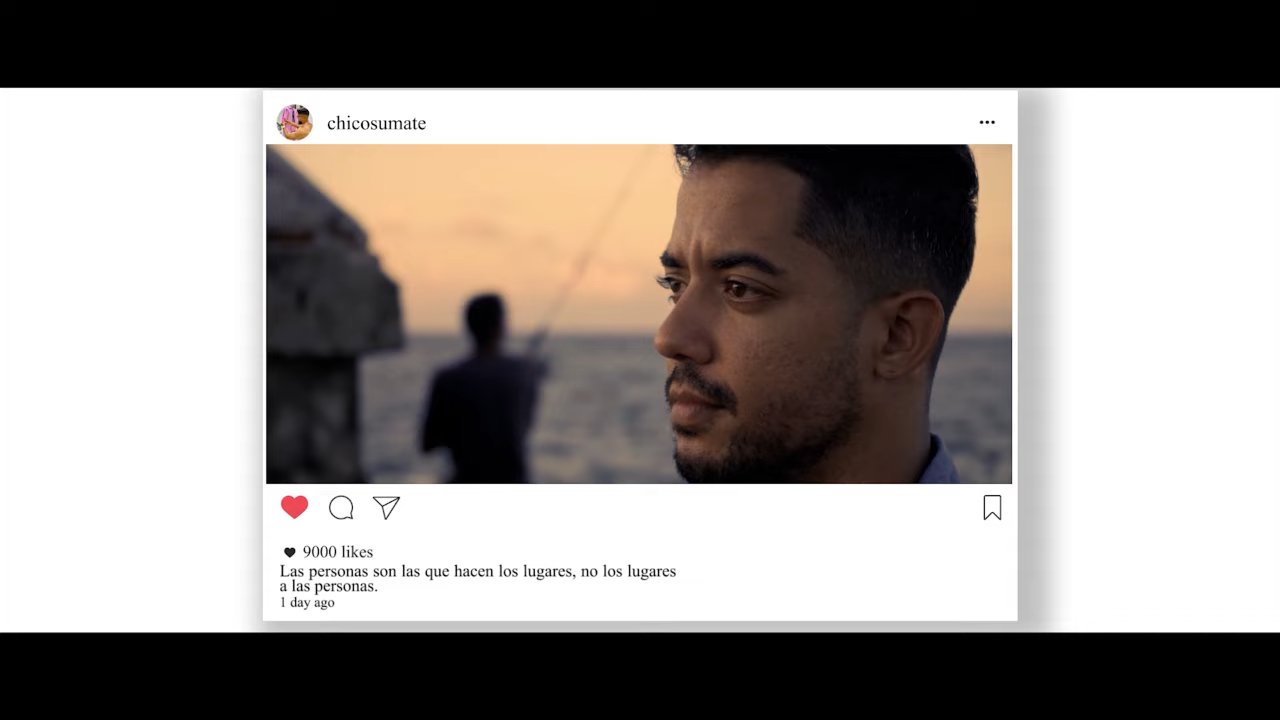 chicosumate
9000 likes
Las personas son las que hacen los lugares, no los lugares
a las personas.
1 day ago